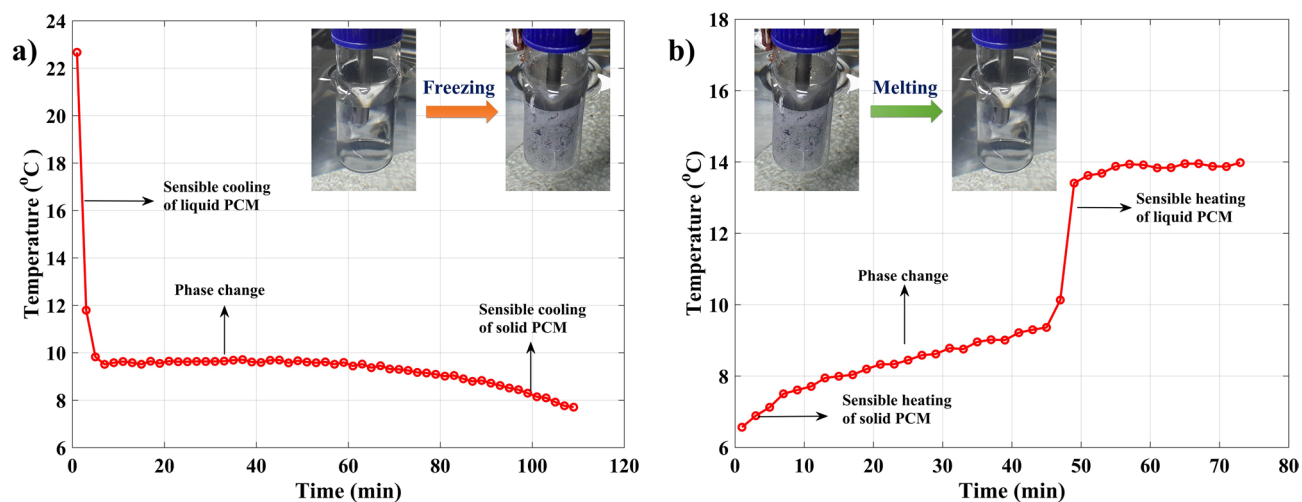 a)
24
22
20
18
16
14
12
10
8
6
Temperature (°C )
0
20
40
60
80
100
120
Time (min)
Freezing
Sensible cooling
of liquid PCM
Phase change
Sensible cooling
of solid PCM
b)
18
16
14
12
10
8
6
Temperature (°C )
0
10
20
30
40
50
60
70
80
Time (min)
Melting
Sensible heating
of liquid PCM
Phase change
Sensible heating
of solid PCM